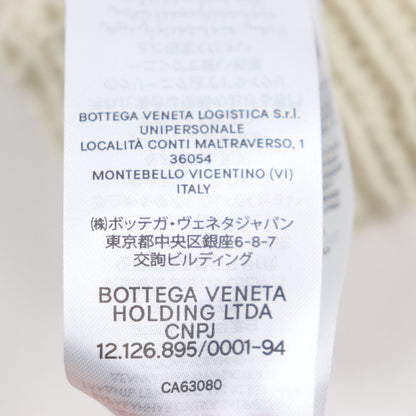 BOTTEGA VENETA LOGISTICA S.r.l.
UNIPERSONALE
LOCALITÀ CONTI MALTRAVERSO, 1
36054
MONTEBELLO VICENTINO (VI)
ITALY
(株)ボッテガ・ヴェネタジャパン
東京都中央区銀座6-8-7
交詢ビルディング
BOTTEGA VENETA
HOLDING LTDA
CNPJ
12.126.895/0001-94
CA63080